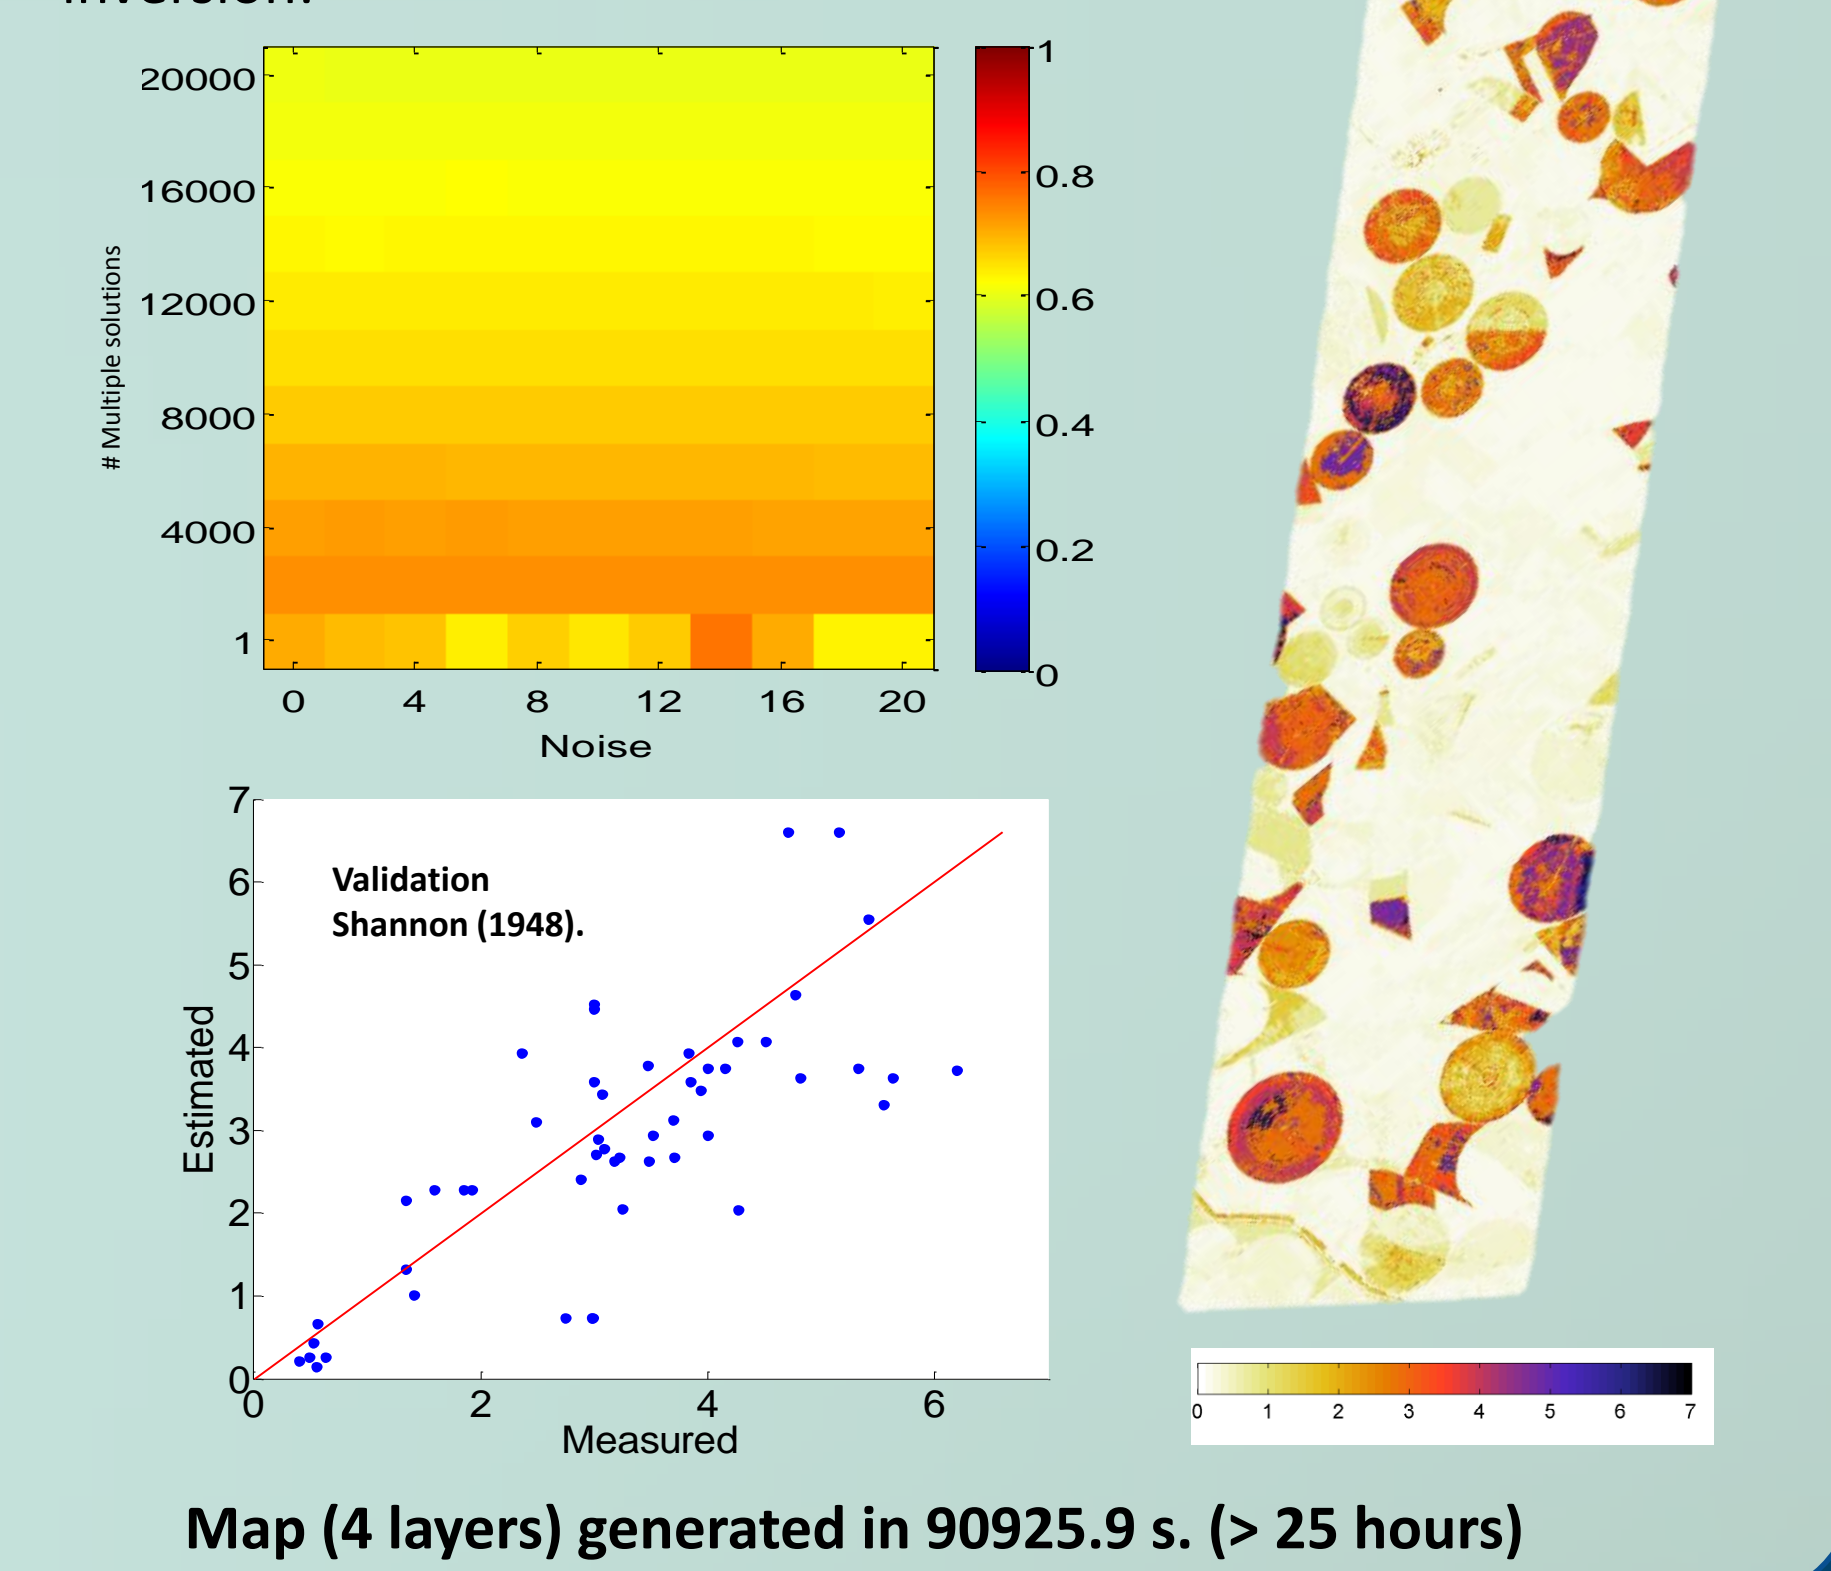 inversion.
20000
16000
12000
8000
4000
1
# Multiple solutions
0 4 8 12 16 20
Noise
1
0.8
0.6
0.4
0.2
0
7
6
5
4
3
2
1
0
Estimated
Validation
Shannon (1948).
0 2 4 6
Measured
0 1 2 3 4 5 6 7
Map (4 layers) generated in 90925.9 s. (> 25 hours)